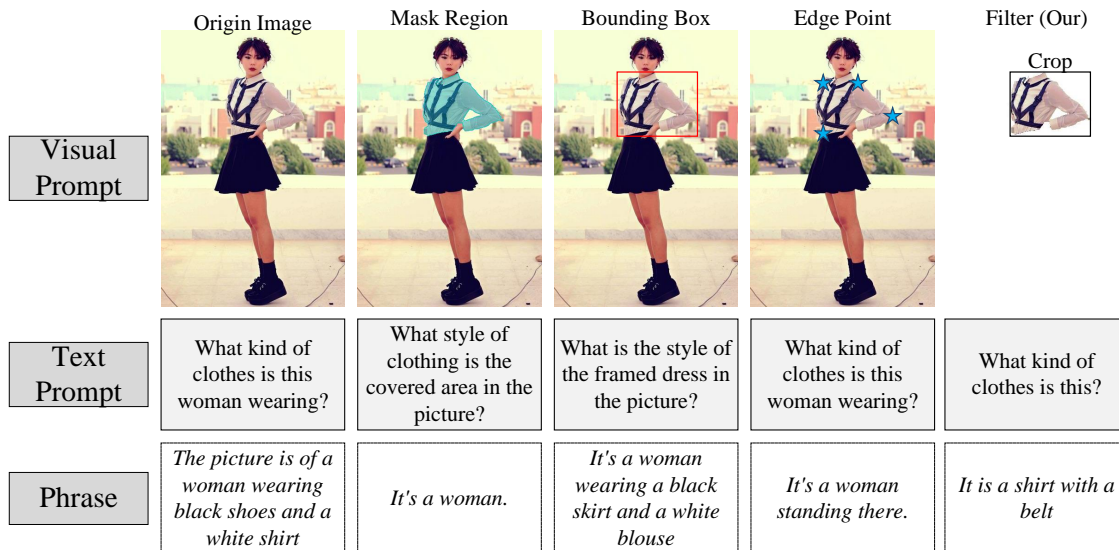 Origin Image
Mask Region
Bounding Box
Edge Point
Filter (Our)
Crop
Visual
Prompt
Text
Prompt
What kind of
clothes is this
woman wearing?
What style of
clothing is the
covered area in the
picture?
What is the style of
the framed dress in
the picture?
What kind of
clothes is this
woman wearing?
What kind of
clothes is this?
Phrase
The picture is of a
woman wearing
black shoes and a
white shirt
It's a woman.
It's a woman
wearing a black
skirt and a white
blouse
It's a woman
standing there.
It is a shirt with a
belt